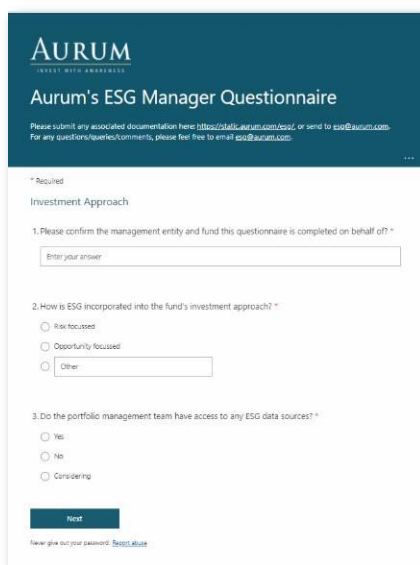 AURUM
INVEST WITH AWARENESS
Aurum's ESG Manager Questionnaire
Please submit any associated documentation here: https://static.aurum.com/esg/, or send to esg@aurum.com.
For any questions/queries/comments, please feel free to email esg@aurum.com.
...
* Required
Investment Approach
1. Please confirm the management entity and fund this questionnaire is completed on behalf of? *
Enter your answer
2. How is ESG incorporated into the fund's investment approach? *
Risk focussed
Opportunity focussed
Other
3. Do the portfolio management team have access to any ESG data sources? *
Yes
No
Considering
Next
Never give out your password. Report abuse